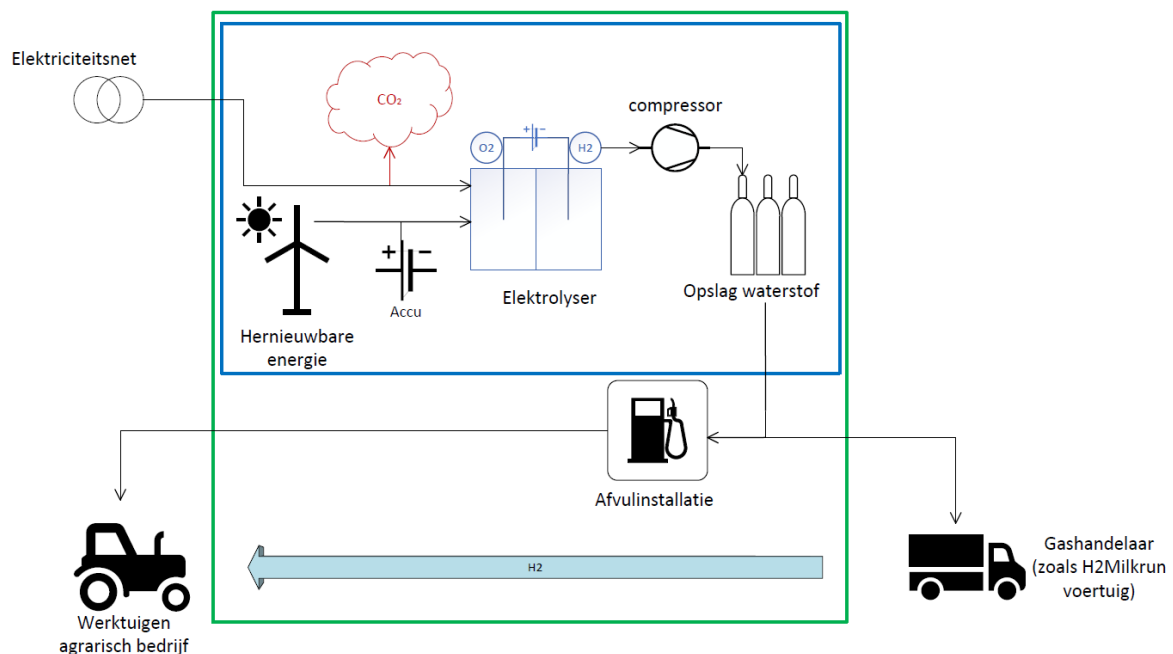 Elektriciteitsnet
CO₂
compressor
O2
+ −
H2
+ −
Accu
Elektrolyser
Opslag waterstof
Hernieuwbare
energie
Afvulinstallatie
H2
Werktuigen
agrarisch bedrijf
Gashandelaar
(zoals H2Milkrun
voertuig)